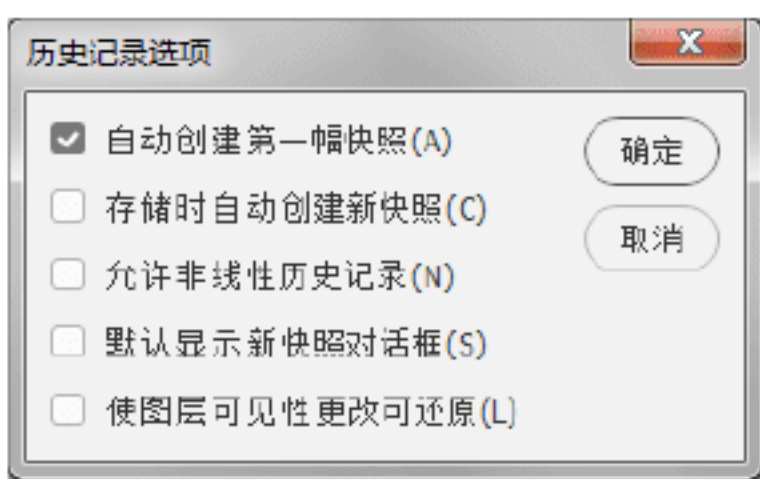 历史记录选项
自动创建第一幅快照(A)
确定
存储时自动创建新快照(C)
取消
允许非线性历史记录(N)
默认显示新快照对话框(S)
使图层可见性更改可还原(L)